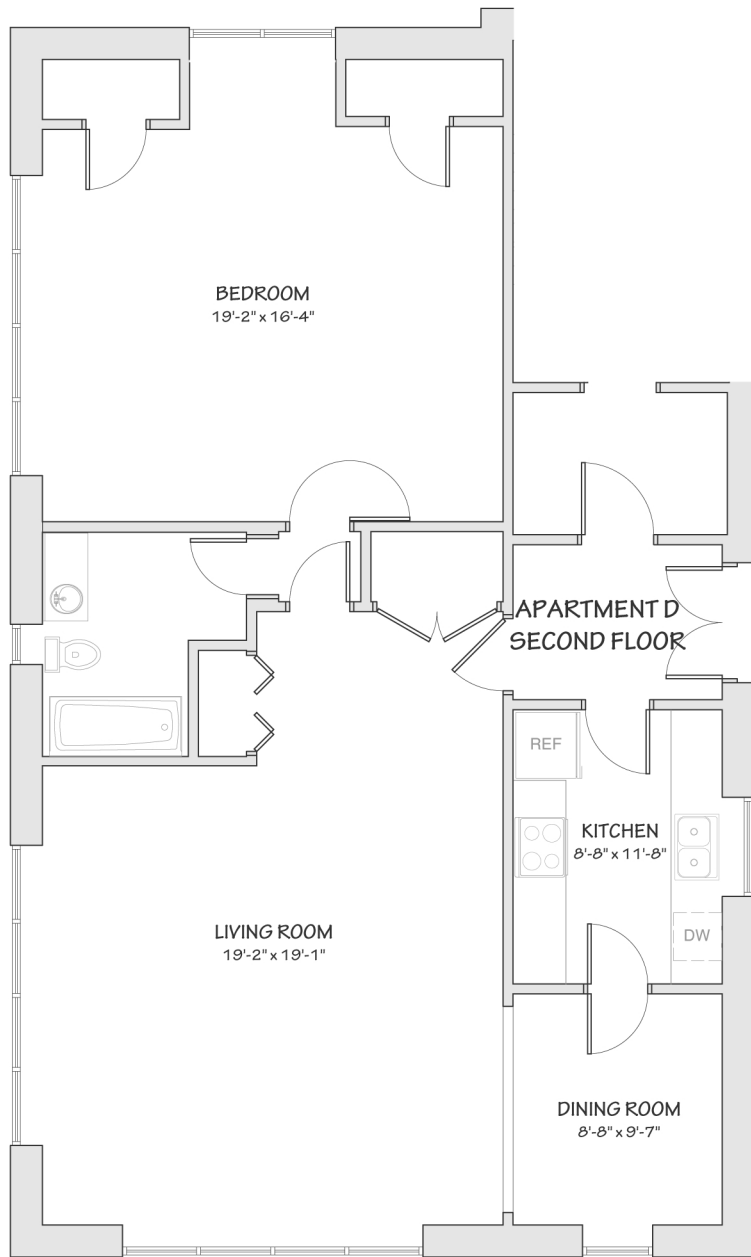 BEDROOM
19'-2" x 16'-4"
APARTMENT D
SECOND FLOOR
REF
KITCHEN
8'-8" x 11'-8"
LIVING ROOM
19'-2" x 19'-1"
DW
DINING ROOM
8'-8" x 9'-7"